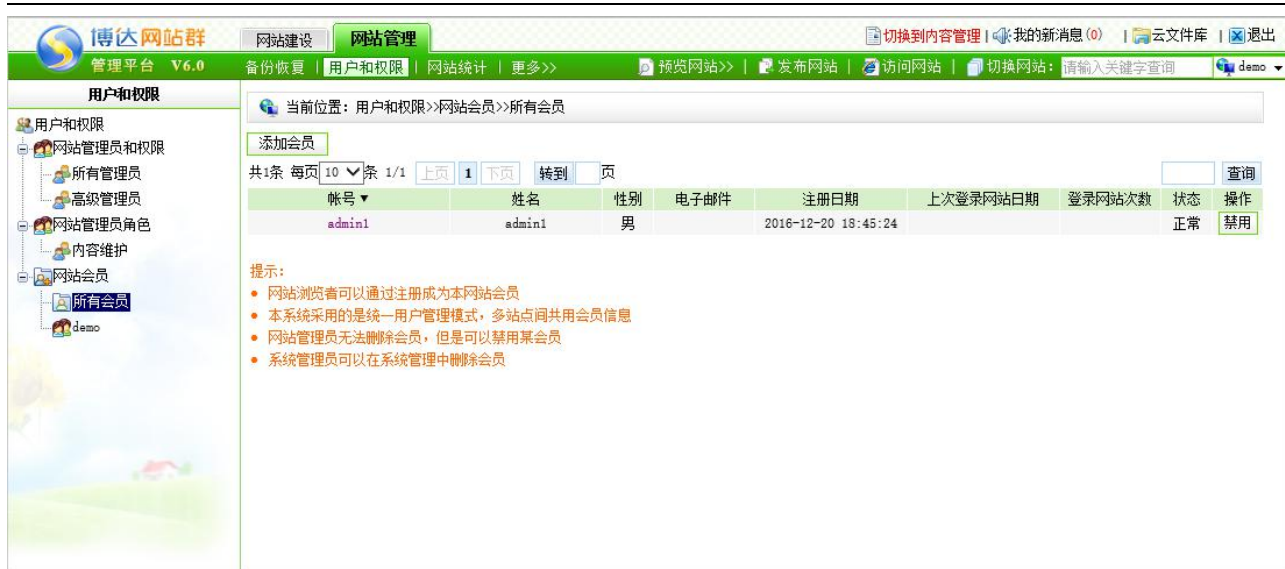 博达网站群 网站建设 网站管理 切换到内容管理 | 我的新消息(0) | 云文件库 | 退出
管理平台 V6.0 备份恢复 | 用户和权限 | 网站统计 | 更多>> 预览网站>> | 发布网站 | 访问网站 | 切换网站: 请输入关键字查询 demo
用户和权限
当前位置: 用户和权限>>网站会员>>所有会员
用户和权限
网站管理员和权限
所有管理员
高级管理员
网站管理员角色
内容维护
网站会员
所有会员
demo
添加会员
共1条 每页 10 条 1/1 上页 1 下页 转到 页 查询
帐号▼ 姓名 性别 电子邮件 注册日期 上次登录网站日期 登录网站次数 状态 操作
admin1 admin1 男 2016-12-20 18:45:24 正常 禁用
提示:
● 网站浏览者可以通过注册成为本网站会员
● 本系统采用的是统一用户管理模式，多站点间共用会员信息
● 网站管理员无法删除会员，但是可以禁用某会员
● 系统管理员可以在系统管理中删除会员